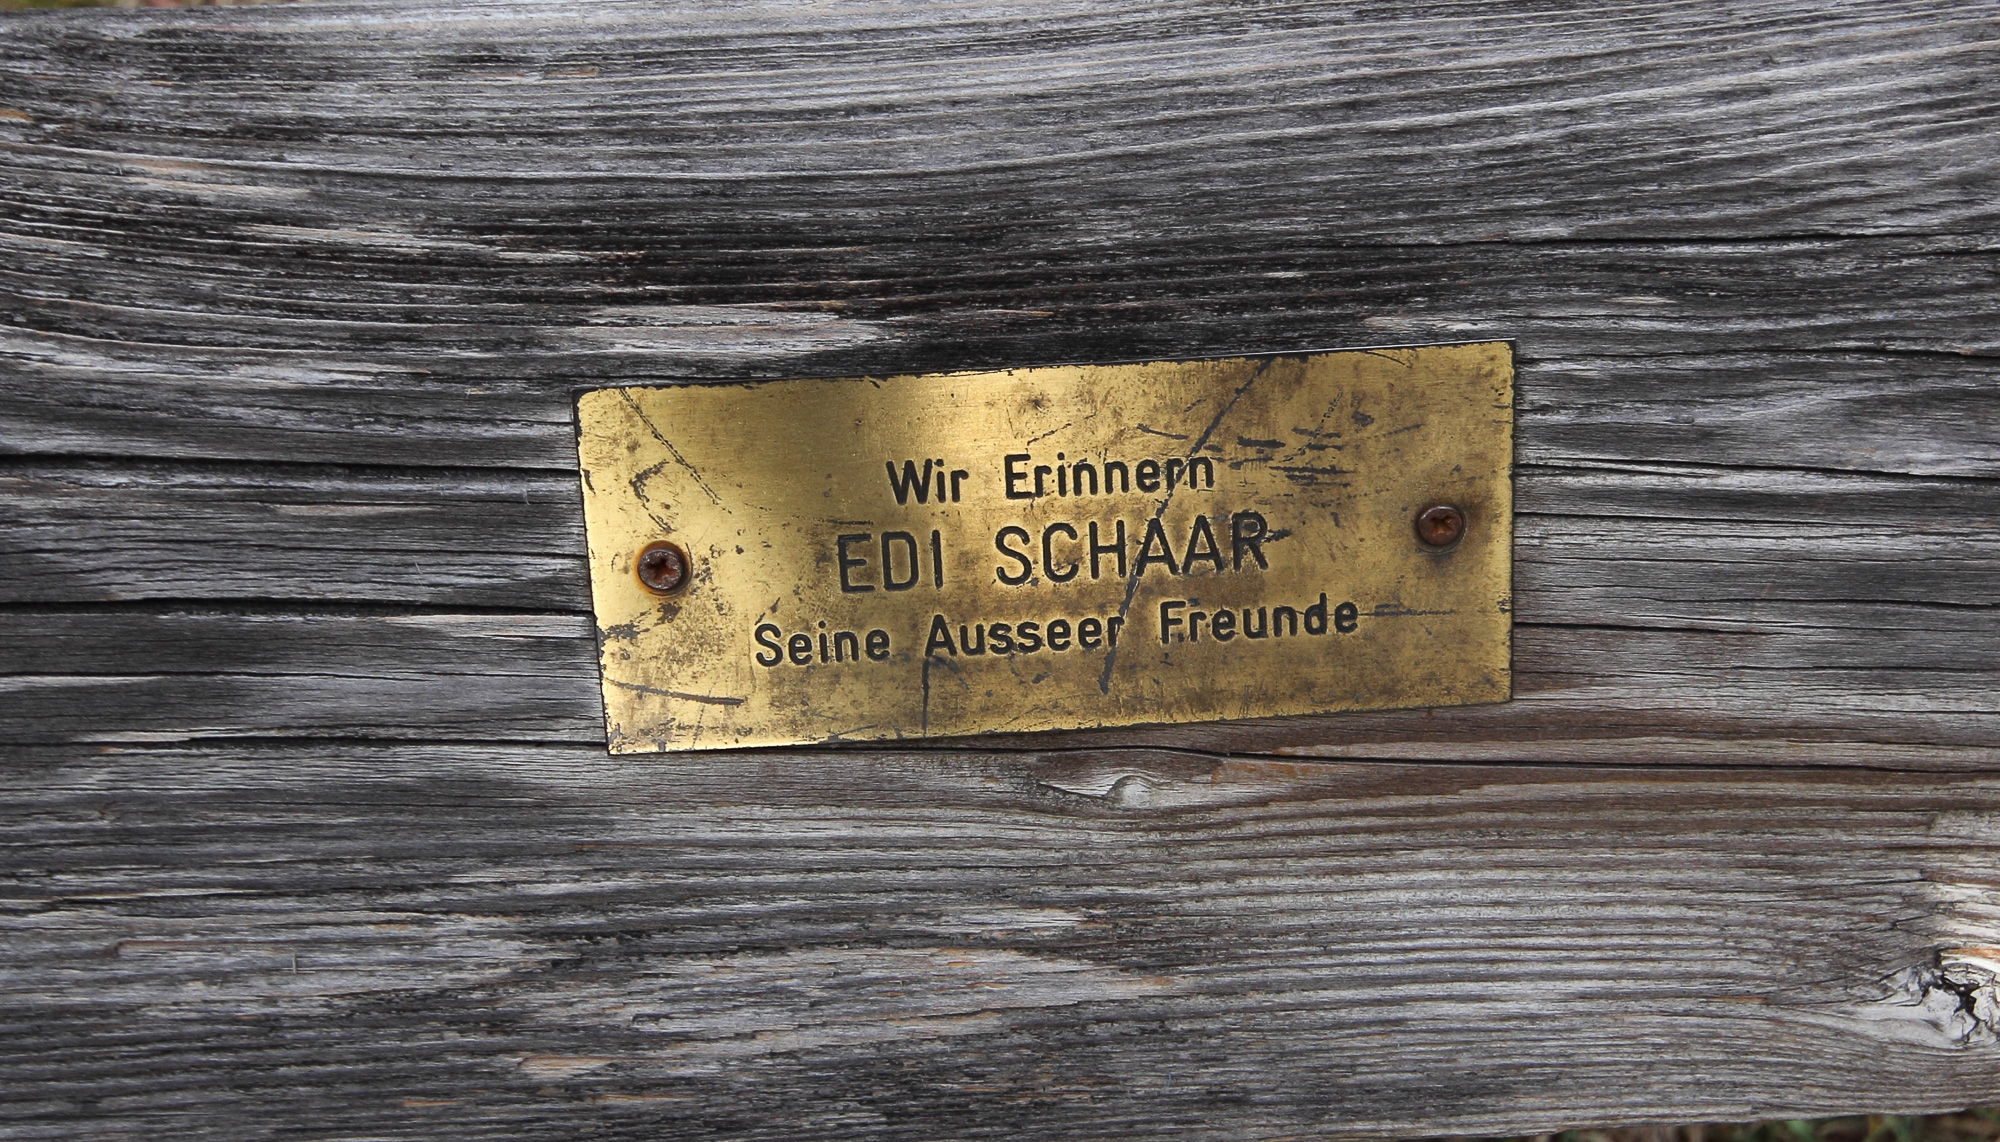 Wir Erinnern
EDI SCHAAR
Seine Ausseer Freunde